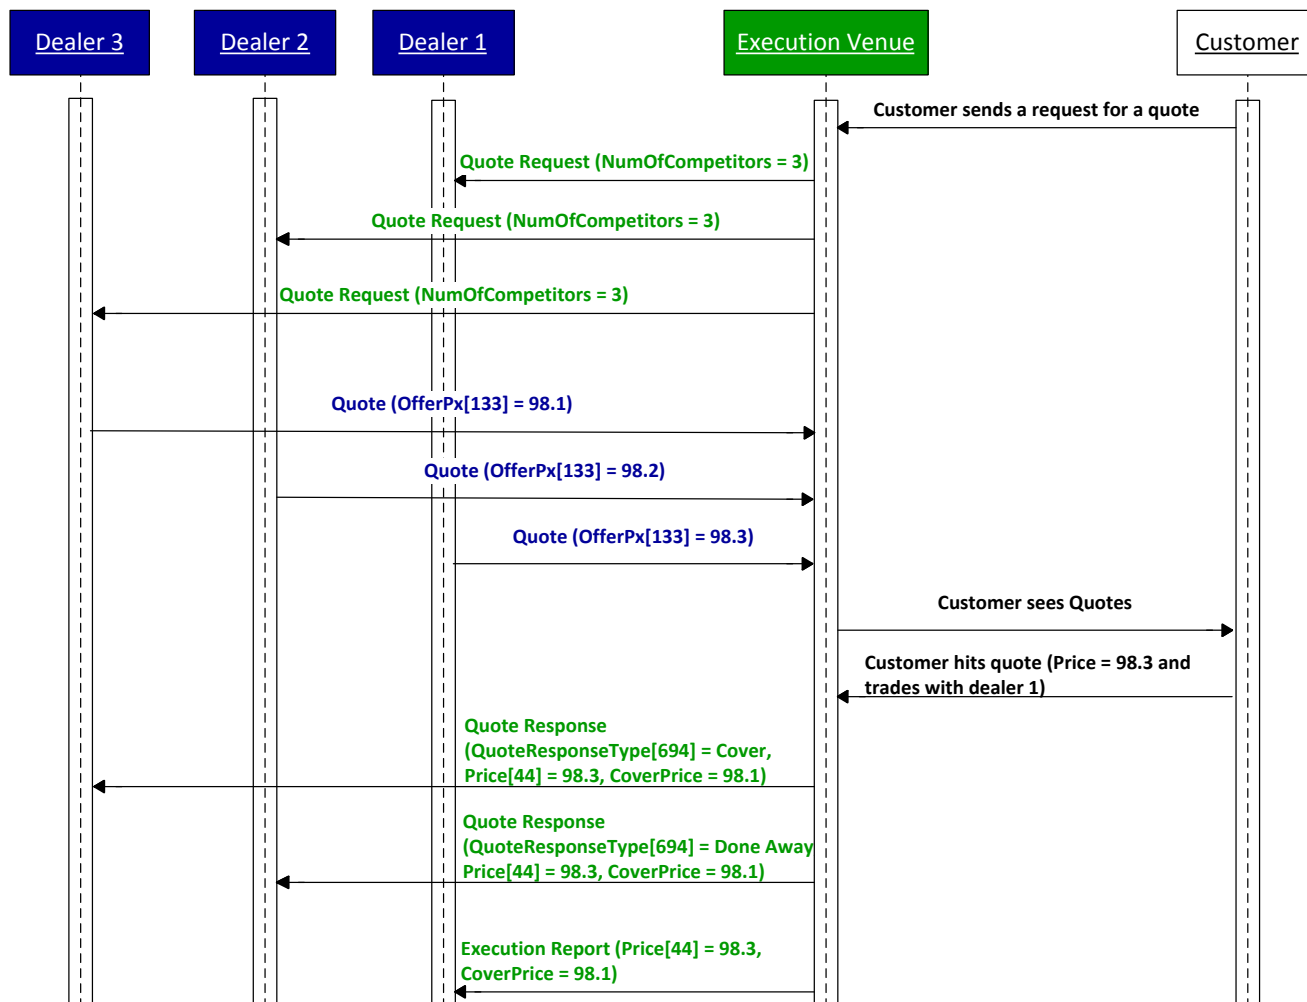 Dealer 3
Dealer 2
Dealer 1
Execution Venue
Customer
Customer sends a request for a quote
Quote Request (NumOfCompetitors = 3)
Quote Request (NumOfCompetitors = 3)
Quote Request (NumOfCompetitors = 3)
Quote (OfferPx[133] = 98.1)
Quote (OfferPx[133] = 98.2)
Quote (OfferPx[133] = 98.3)
Customer sees Quotes
Customer hits quote (Price = 98.3 and
trades with dealer 1)
Quote Response
(QuoteResponseType[694] = Cover,
Price[44] = 98.3, CoverPrice = 98.1)
Quote Response
(QuoteResponseType[694] = Done Away
Price[44] = 98.3, CoverPrice = 98.1)
Execution Report (Price[44] = 98.3,
CoverPrice = 98.1)